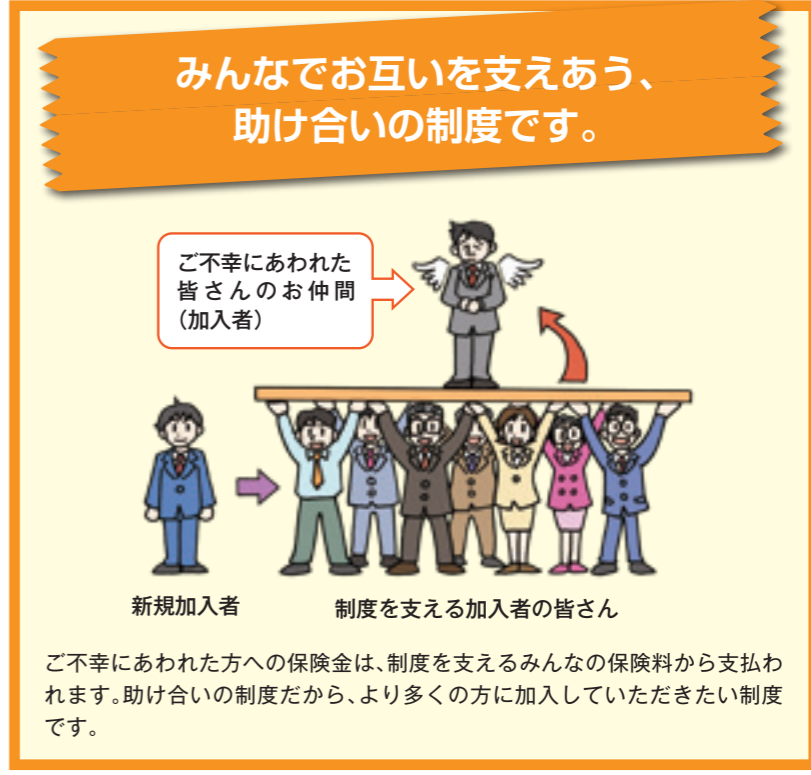 みんなでお互いを支えあう、
助け合いの制度です。
ご不幸にあわれた
皆さんのお仲間
（加入者）
新規加入者
制度を支える加入者の皆さん
ご不幸にあわれた方への保険金は、制度を支えるみんなの保険料から支払わ
れます。助け合いの制度だから、より多くの方に加入していただきたい制度
です。